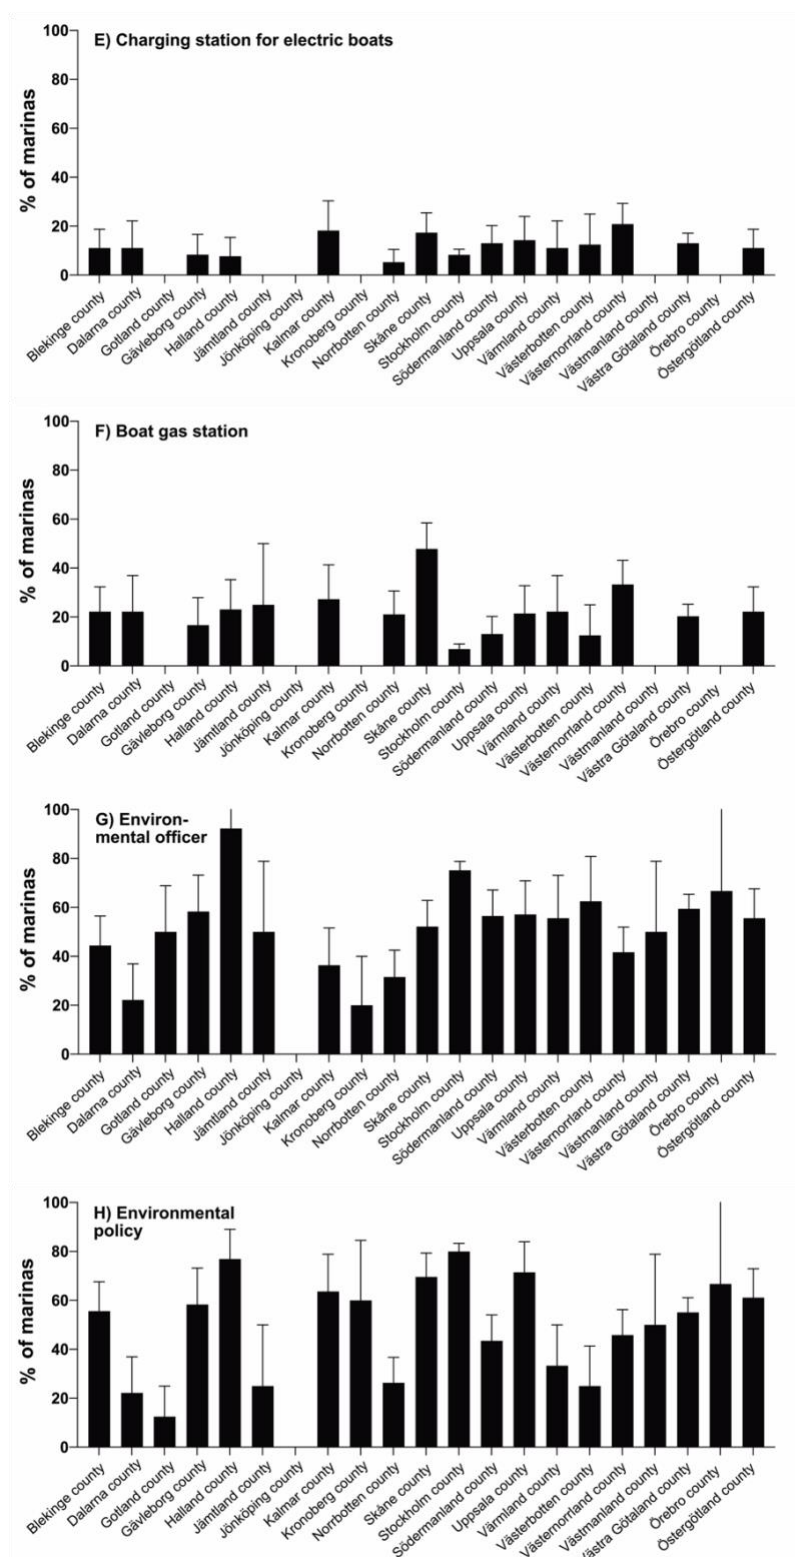 E) Charging station for electric boats
% of marinas
100
80
60
40
20
0
Blekinge county
Dalarna county
Gotland county
Gävleborg county
Halland county
Jämtland county
Jönköping county
Kalmar county
Kronoberg county
Norrbotten county
Skåne county
Stockholm county
Södermanland county
Uppsala county
Värmland county
Västerbotten county
Västernorrland county
Västmanland county
Västra Götaland county
Örebro county
Östergötland county
F) Boat gas station
% of marinas
100
80
60
40
20
0
Blekinge county
Dalarna county
Gotland county
Gävleborg county
Halland county
Jämtland county
Jönköping county
Kalmar county
Kronoberg county
Norrbotten county
Skåne county
Stockholm county
Södermanland county
Uppsala county
Värmland county
Västerbotten county
Västernorrland county
Västmanland county
Västra Götaland county
Örebro county
Östergötland county
G) Environ-
mental officer
% of marinas
100
80
60
40
20
0
Blekinge county
Dalarna county
Gotland county
Gävleborg county
Halland county
Jämtland county
Jönköping county
Kalmar county
Kronoberg county
Norrbotten county
Skåne county
Stockholm county
Södermanland county
Uppsala county
Värmland county
Västerbotten county
Västernorrland county
Västmanland county
Västra Götaland county
Örebro county
Östergötland county
H) Environmental
policy
% of marinas
100
80
60
40
20
0
Blekinge county
Dalarna county
Gotland county
Gävleborg county
Halland county
Jämtland county
Jönköping county
Kalmar county
Kronoberg county
Norrbotten county
Skåne county
Stockholm county
Södermanland county
Uppsala county
Värmland county
Västerbotten county
Västernorrland county
Västmanland county
Västra Götaland county
Örebro county
Östergötland county